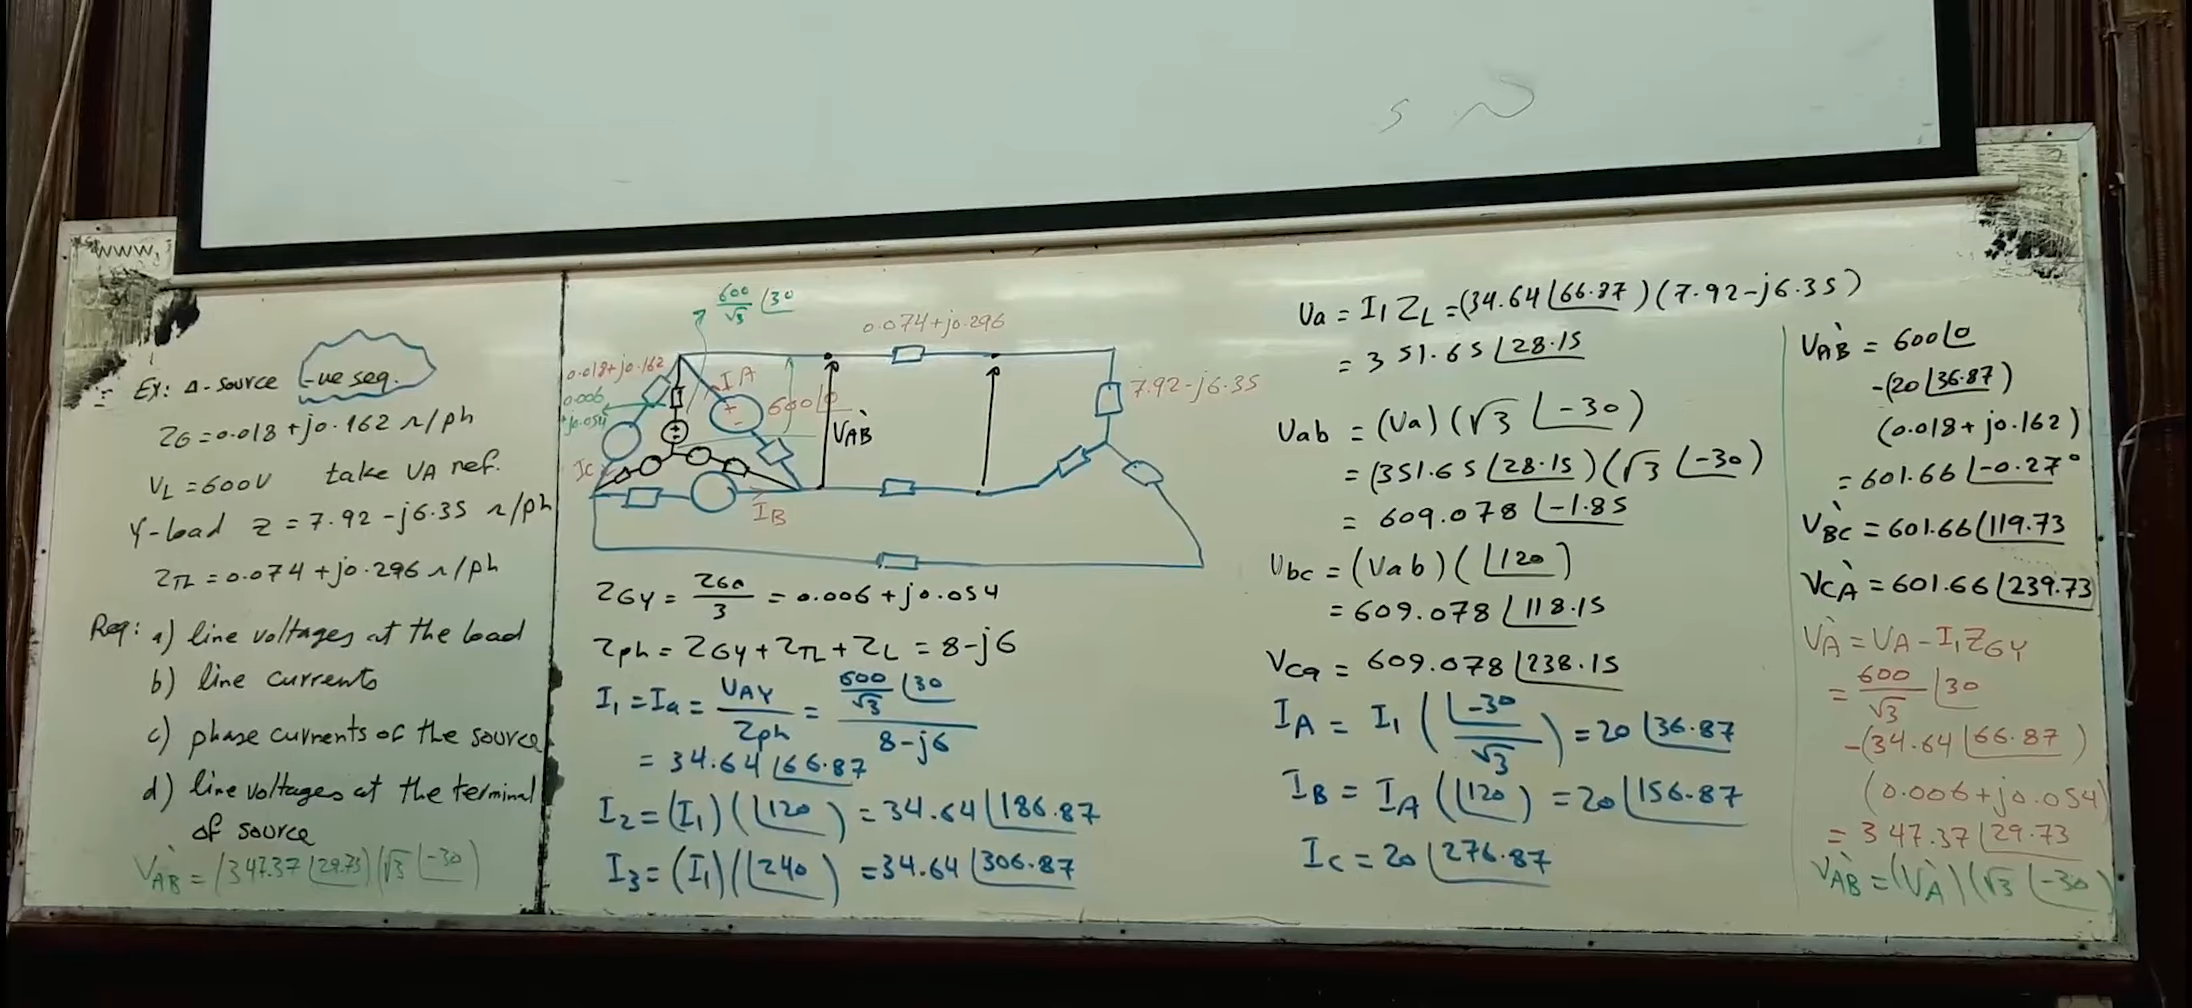 www.
Ex: Δ-source -ve seq.
ZG = 0.018 + j0.162 Ω/ph
VL = 600V take VA ref.
Y-load Z = 7.92 - j6.35 Ω/ph
ZTL = 0.074 + j0.296 Ω/ph
Req: a) line voltages at the load
b) line currents
c) phase currents of the source
d) line voltages at the terminal
of source
VÀB = (347.37∠29.73)(√3∠-30)
600/√3 ∠30
0.074+j0.296
0.018+j0.162
0.006
+j0.054
IA
600∠0
VÀB
7.92-j6.35
Ic
IB
ZGY = ZGΔ/3 = 0.006 + j0.054
Zph = ZGY + ZTL + ZL = 8-j6
I1 = Ia = VAY/Zph = (600/√3 ∠30)/(8-j6)
= 34.64∠66.87
I2 = (I1)(∠120) = 34.64∠186.87
I3 = (I1)(∠240) = 34.64∠306.87
S
Va = I1 ZL = (34.64∠66.87)(7.92-j6.35)
= 351.65∠28.15
Vab = (Va)(√3∠-30)
= (351.65∠28.15)(√3∠-30)
= 609.078∠-1.85
Vbc = (Vab)(∠120)
= 609.078∠118.15
Vca = 609.078∠238.15
IA = I1 (∠-30/√3) = 20∠36.87
IB = IA (∠120) = 20∠156.87
Ic = 20∠276.87
VÀB = 600∠0
-(20∠36.87)
(0.018+j0.162)
= 601.66∠-0.27°
VB̀C = 601.66∠119.73
VCÀ = 601.66∠239.73
VÀ = VA - I1ZGY
= 600/√3 ∠30
-(34.64∠66.87)
(0.006+j0.054)
= 347.37∠29.73
VÀB = (VÀ)(√3∠-30)